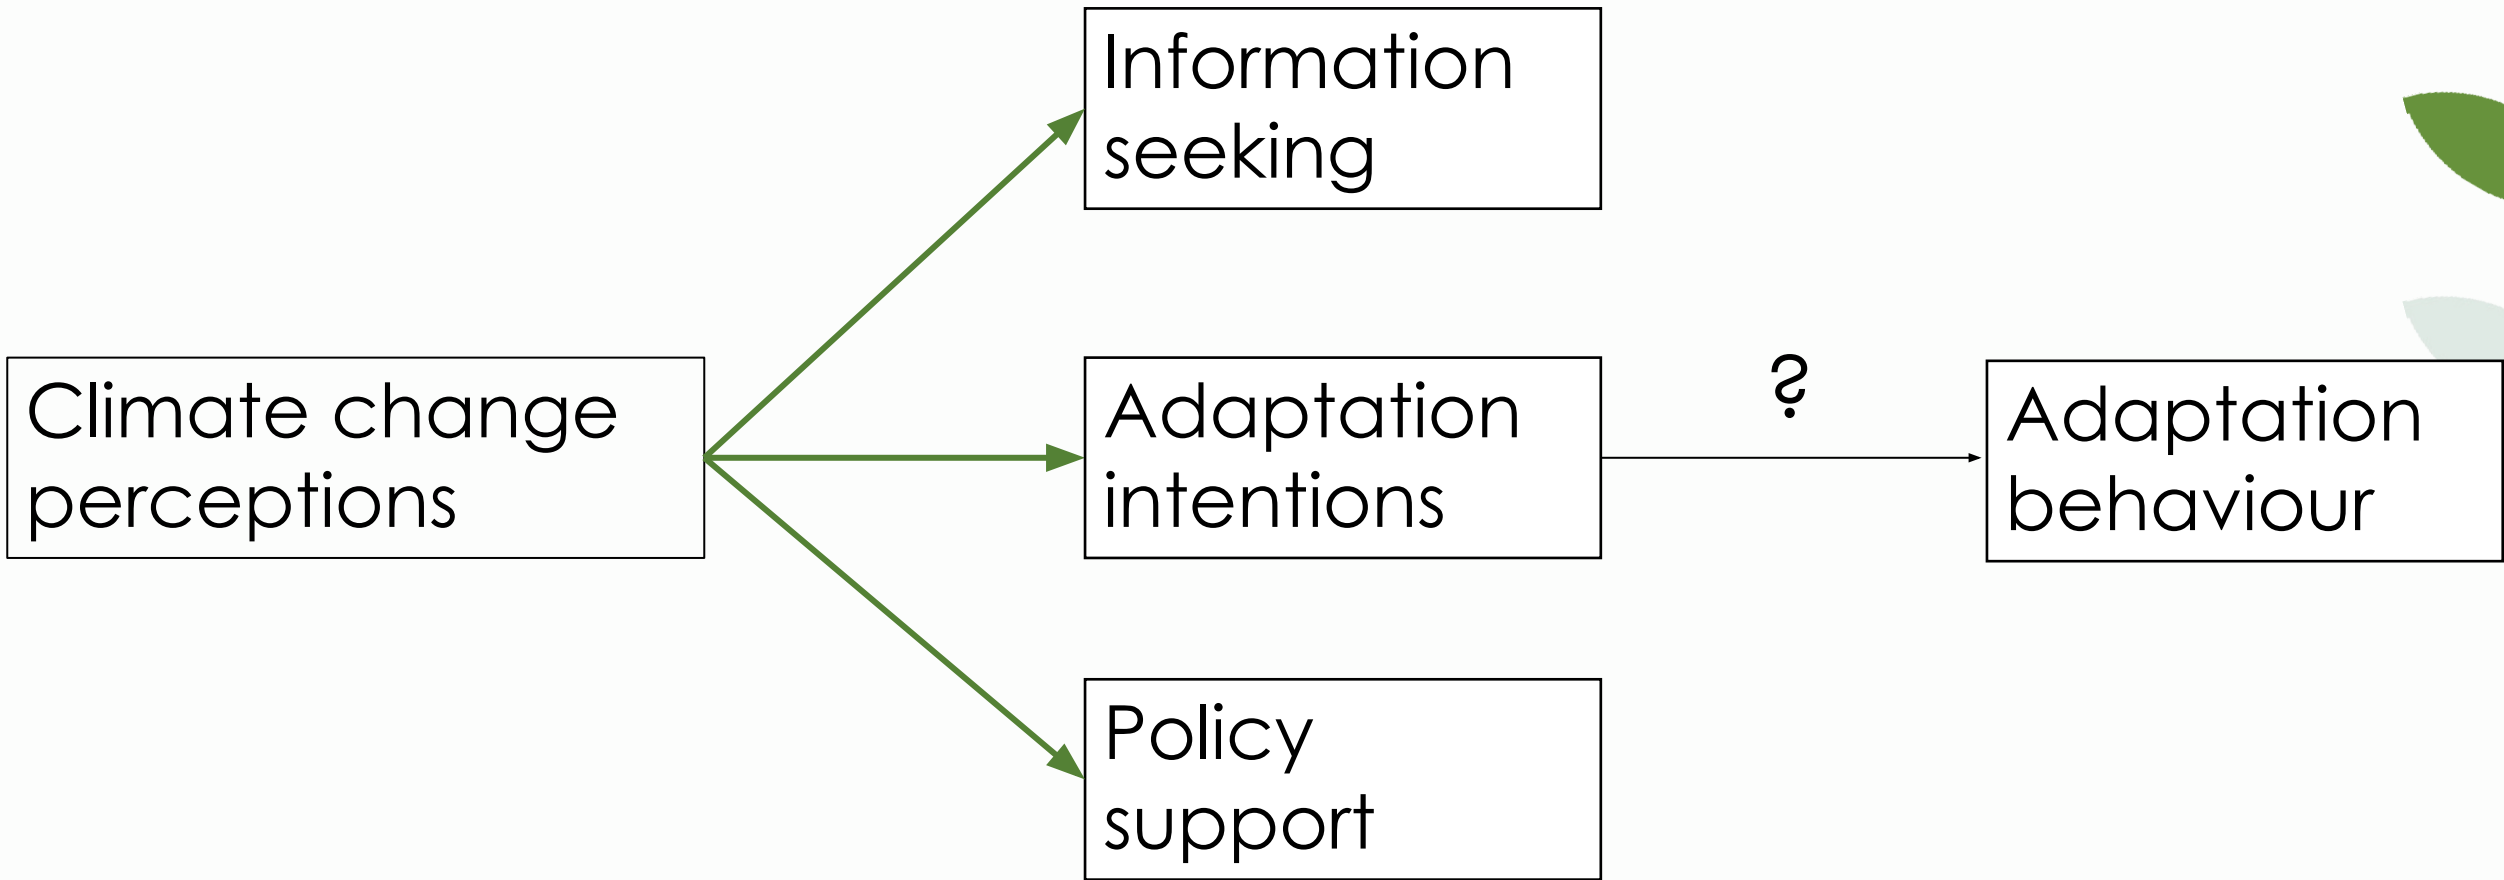 Information
seeking
Climate change
perceptions
Adaptation
intentions
?
Adaptation
behaviour
Policy
support